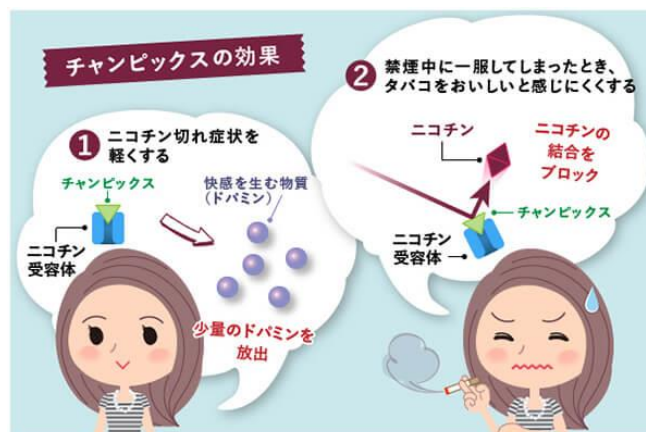 チャンピックスの効果
1 ニコチン切れ症状を
軽くする
チャンピックス
ニコチン
受容体
快感を生む物質
(ドパミン)
少量のドパミンを
放出
2 禁煙中に一服してしまったとき、
タバコをおいしいと感じにくくする
ニコチン
ニコチンの
結合を
ブロック
チャンピックス
ニコチン
受容体